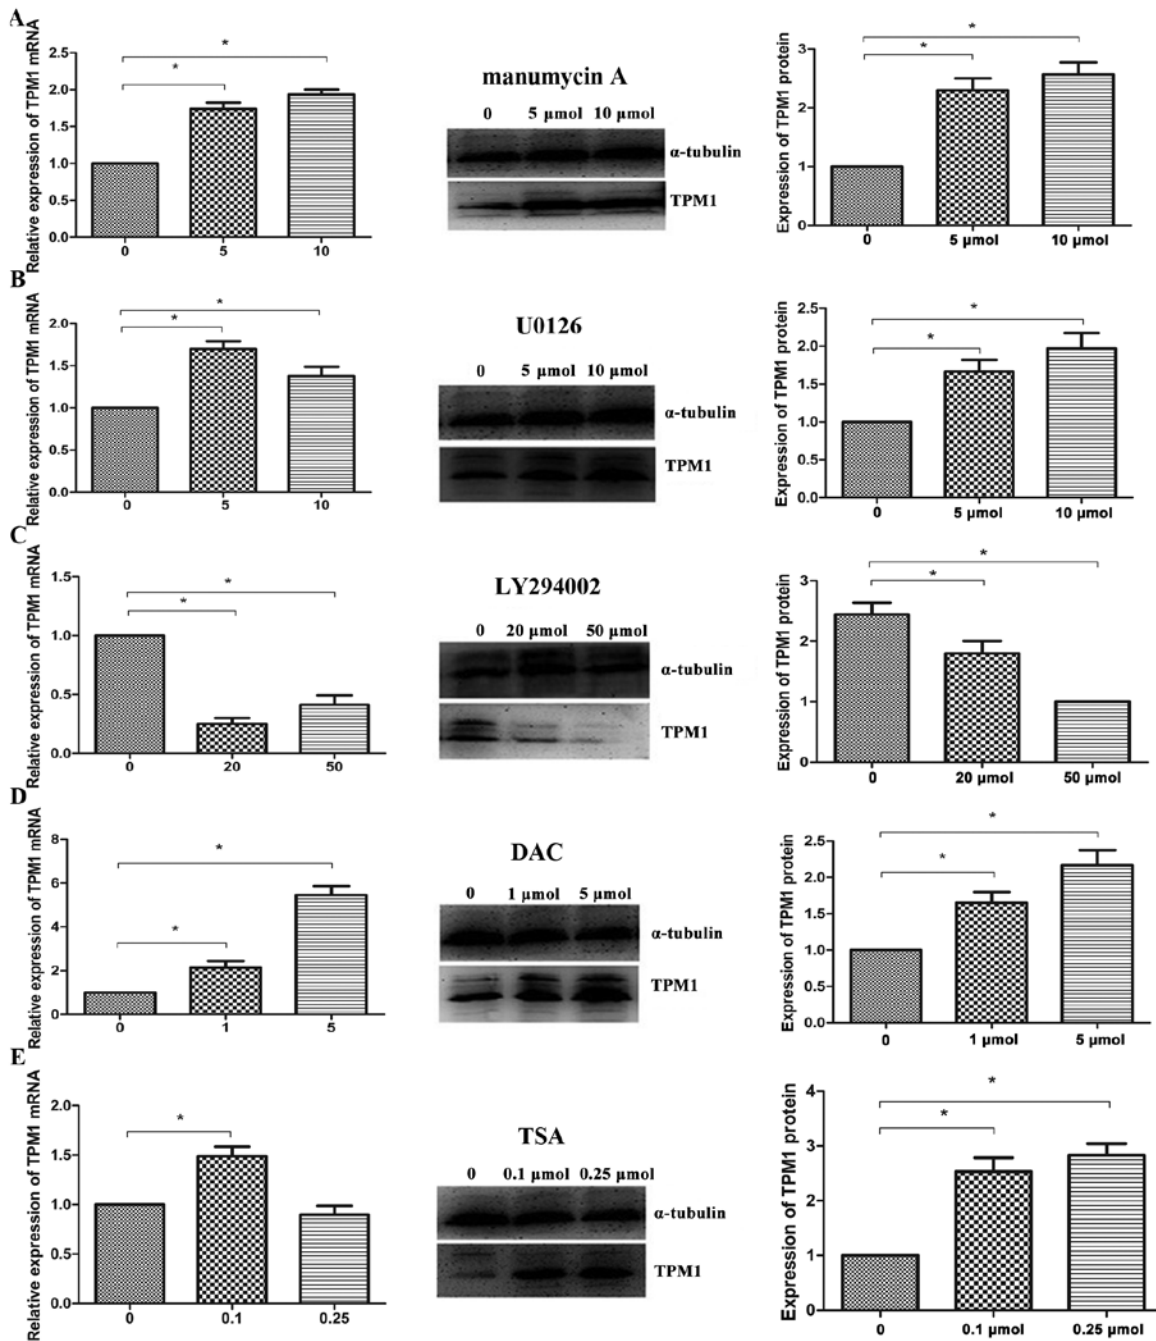 A
Relative expression of TPM1 mRNA
2.5
2.0
1.5
1.0
0.5
0.0
* *
0 5 10
manumycin A
0 5 μmol 10 μmol
α-tubulin
TPM1
Expression of TPM1 protein
3
2
1
0
* *
0 5 μmol 10 μmol
B
Relative expression of TPM1 mRNA
2.0
1.5
1.0
0.5
0.0
* *
0 5 10
U0126
0 5 μmol 10 μmol
α-tubulin
TPM1
Expression of TPM1 protein
2.5
2.0
1.5
1.0
0.5
0.0
* *
0 5 μmol 10 μmol
C
Relative expression of TPM1 mRNA
1.5
1.0
0.5
0.0
* *
0 20 50
LY294002
0 20 μmol 50 μmol
α-tubulin
TPM1
Expression of TPM1 protein
3
2
1
0
* *
0 20 μmol 50 μmol
D
Relative expression of TPM1 mRNA
8
6
4
2
0
* *
0 1 5
DAC
0 1 μmol 5 μmol
α-tubulin
TPM1
Expression of TPM1 protein
2.5
2.0
1.5
1.0
0.5
0.0
* *
0 1 μmol 5 μmol
E
Relative expression of TPM1 mRNA
2.0
1.5
1.0
0.5
0.0
*
0 0.1 0.25
TSA
0 0.1 μmol 0.25 μmol
α-tubulin
TPM1
Expression of TPM1 protein
4
3
2
1
0
* *
0 0.1 μmol 0.25 μmol